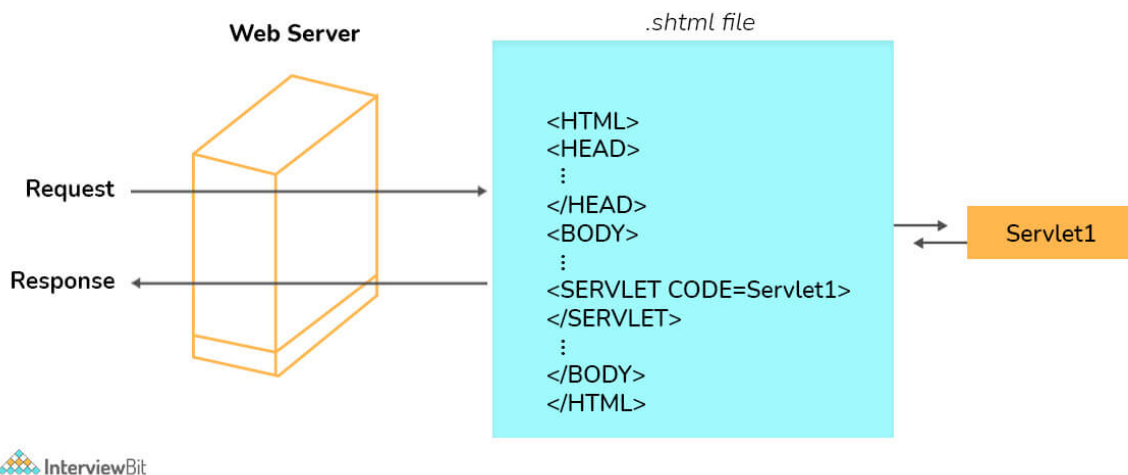 Web Server
.shtml file
Request
Response
<HTML>
<HEAD>
⋮
</HEAD>
<BODY>
⋮
<SERVLET CODE=Servlet1>
</SERVLET>
⋮
</BODY>
</HTML>
Servlet1
InterviewBit